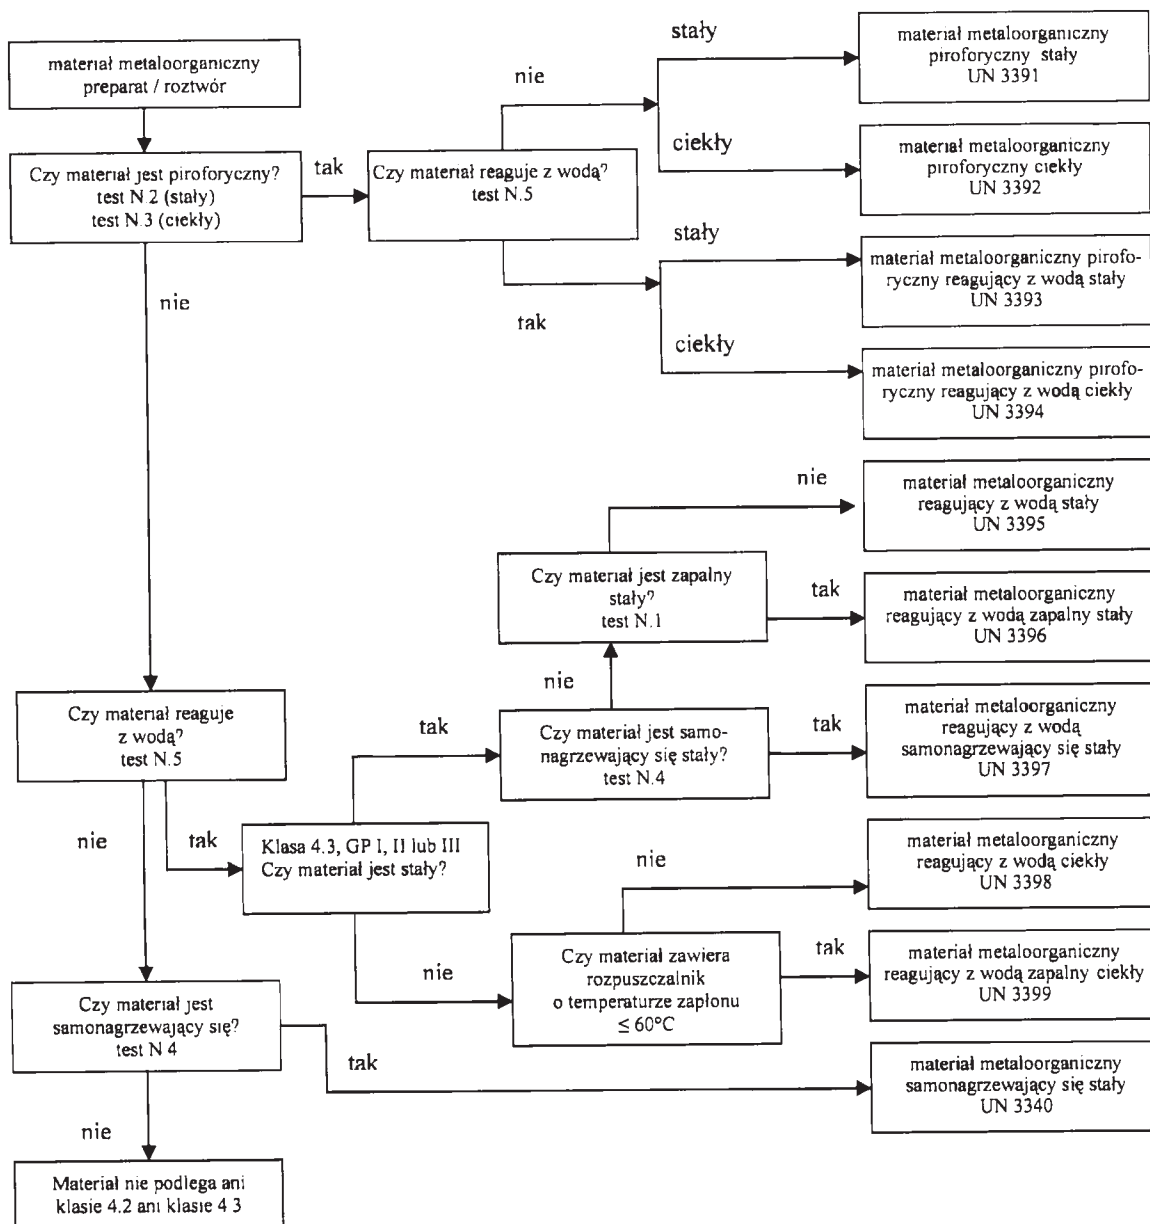 materiał metaloorganiczny
preparat / roztwór
Czy materiał jest piroforyczny?
test N.2 (stały)
test N.3 (ciekły)
tak
nie
Czy materiał reaguje z wodą?
test N.5
nie
stały
ciekły
tak
stały
ciekły
materiał metaloorganiczny
piroforyczny stały
UN 3391
materiał metaloorganiczny
piroforyczny ciekły
UN 3392
materiał metaloorganiczny pirofo-
ryczny reagujący z wodą stały
UN 3393
materiał metaloorganiczny pirofo-
ryczny reagujący z wodą ciekły
UN 3394
nie
materiał metaloorganiczny
reagujący z wodą stały
UN 3395
Czy materiał jest zapalny
stały?
test N.1
tak
materiał metaloorganiczny
reagujący z wodą zapalny stały
UN 3396
nie
Czy materiał reaguje
z wodą?
test N.5
tak
Czy materiał jest samo-
nagrzewający się stały?
test N.4
tak
materiał metaloorganiczny
reagujący z wodą
samonagrzewający się stały
UN 3397
nie
tak
Klasa 4.3, GP I, II lub III
Czy materiał jest stały?
nie
materiał metaloorganiczny
reagujący z wodą ciekły
UN 3398
nie
Czy materiał zawiera
rozpuszczalnik
o temperaturze zapłonu
≤ 60°C
tak
materiał metaloorganiczny
reagujący z wodą zapalny ciekły
UN 3399
Czy materiał jest
samonagrzewający się?
test N 4
tak
materiał metaloorganiczny
samonagrzewający się stały
UN 3340
nie
Materiał nie podlega ani
klasie 4.2 ani klasie 4 3